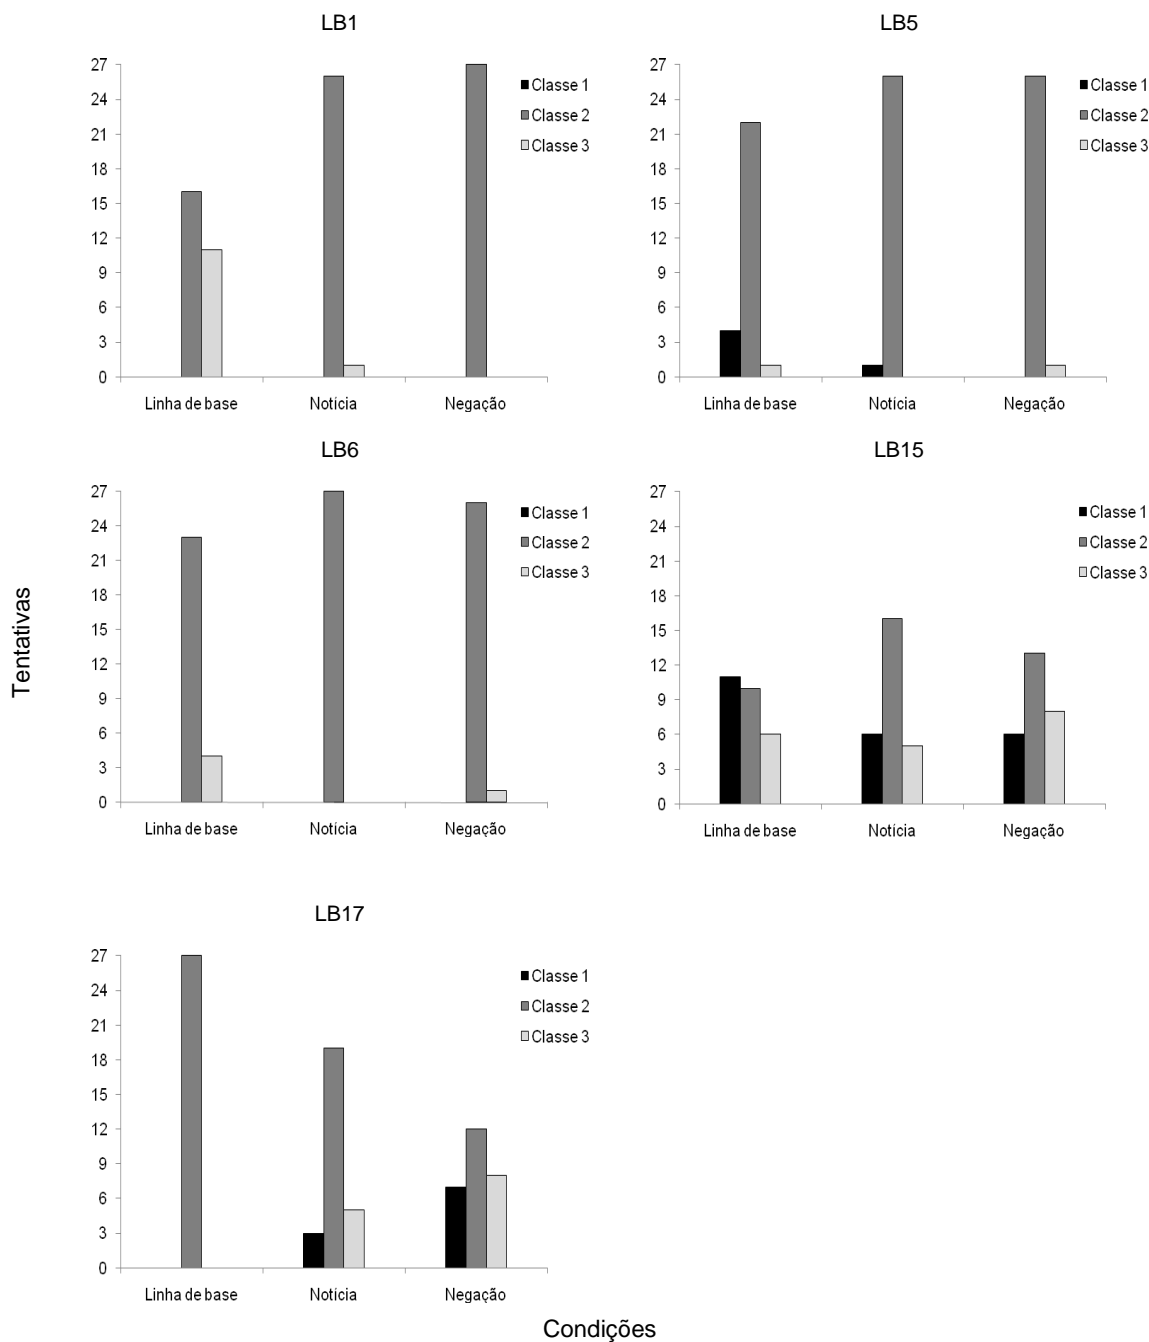 LB1
27
24
21
18
15
12
9
6
3
0
Classe 1
Classe 2
Classe 3
Linha de base Notícia Negação
LB5
27
24
21
18
15
12
9
6
3
0
Classe 1
Classe 2
Classe 3
Linha de base Notícia Negação
LB6
27
24
21
18
15
12
9
6
3
0
Classe 1
Classe 2
Classe 3
Linha de base Notícia Negação
LB15
27
24
21
18
15
12
9
6
3
0
Classe 1
Classe 2
Classe 3
Linha de base Notícia Negação
Tentativas
LB17
27
24
21
18
15
12
9
6
3
0
Classe 1
Classe 2
Classe 3
Linha de base Notícia Negação
Condições